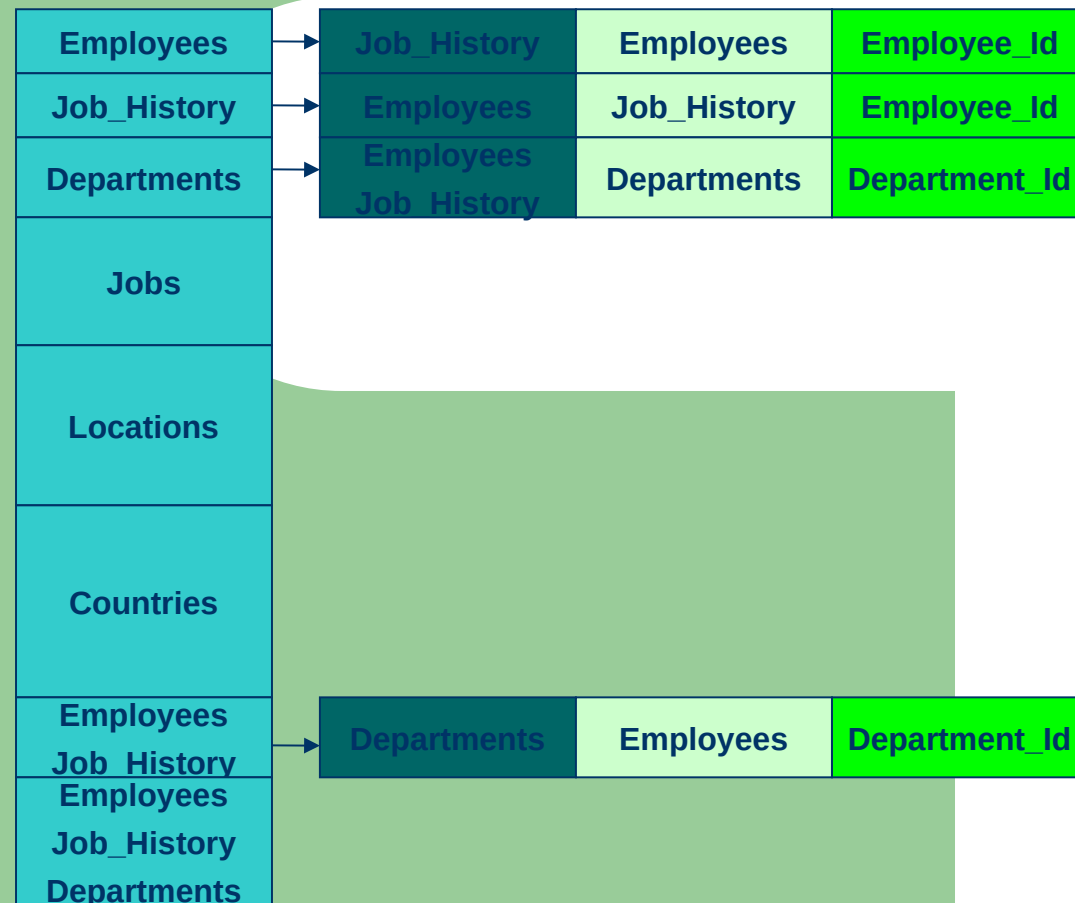 Employees Job_History Employees Employee_Id
Job_History Employees Job_History Employee_Id
Departments Employees Departments Department_Id
Job_History
Jobs
Locations
Countries
Employees Departments Employees Department_Id
Job_History
Employees
Job_History
Departments